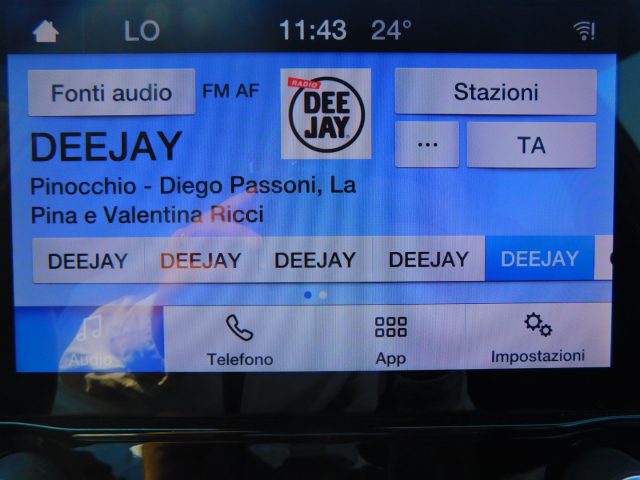 LO 11:43 24°
Fonti audio FM AF RADIO DEE JAY Stazioni
DEEJAY ... TA
Pinocchio - Diego Passoni, La
Pina e Valentina Ricci
DEEJAY DEEJAY DEEJAY DEEJAY DEEJAY
Audio Telefono App Impostazioni